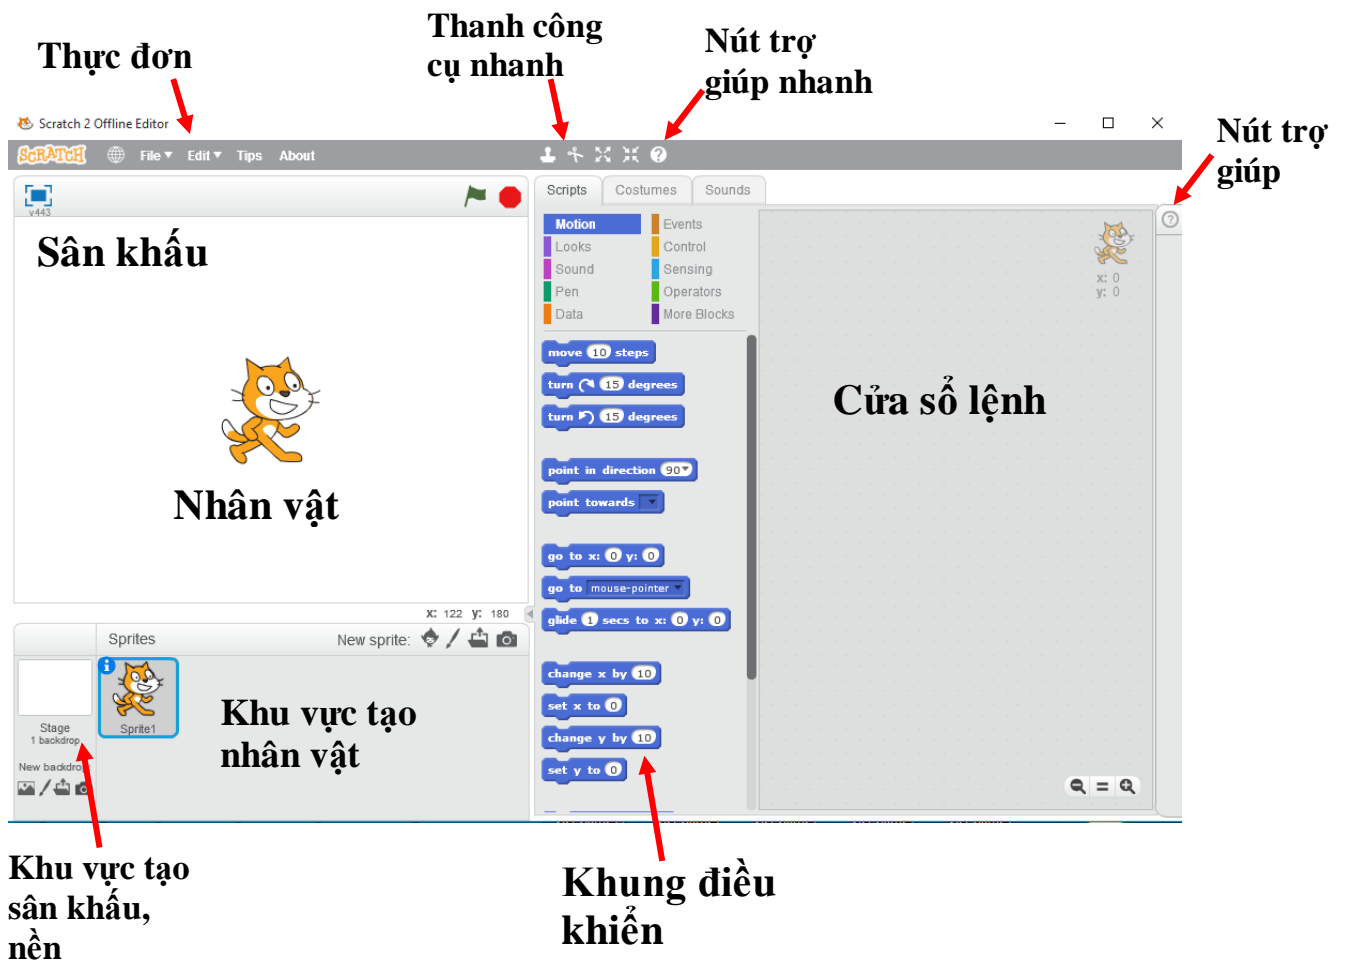 Thực đơn
Thanh công
cụ nhanh
Nút trợ
giúp nhanh
Nút trợ
giúp
Scratch 2 Offline Editor
SCRATCH File Edit Tips About
v443
Sân khấu
Nhân vật
X: 122 y: 180
Scripts Costumes Sounds
Motion Events
Looks Control
Sound Sensing
Pen Operators
Data More Blocks
move 10 steps
turn 15 degrees
turn 15 degrees
point in direction 90
point towards
go to x: 0 y: 0
go to mouse-pointer
glide 1 secs to x: 0 y: 0
change x by 10
set x to 0
change y by 10
set y to 0
x: 0
y: 0
Cửa sổ lệnh
Sprites New sprite:
Stage
1 backdrop
New backdrop:
Sprite1
Khu vực tạo
nhân vật
Khu vực tạo
sân khấu,
nền
Khung điều
khiển